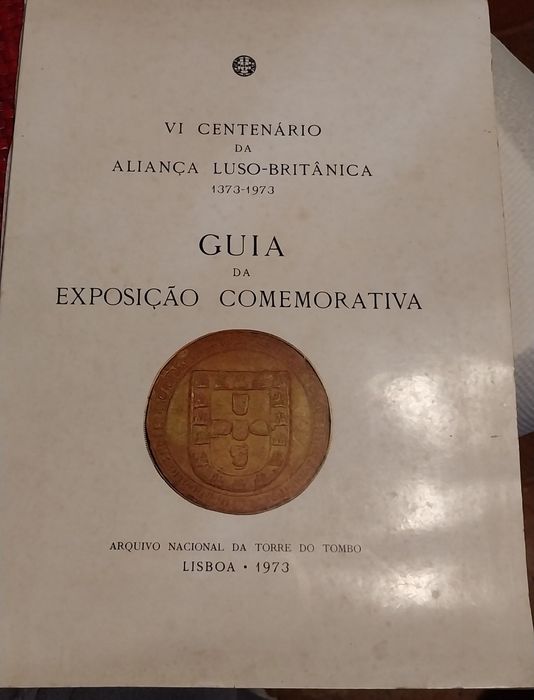 VI CENTENÁRIO
DA
ALIANÇA LUSO-BRITÂNICA
1373-1973
GUIA
DA
EXPOSIÇÃO COMEMORATIVA
ARQUIVO NACIONAL DA TORRE DO TOMBO
LISBOA • 1973